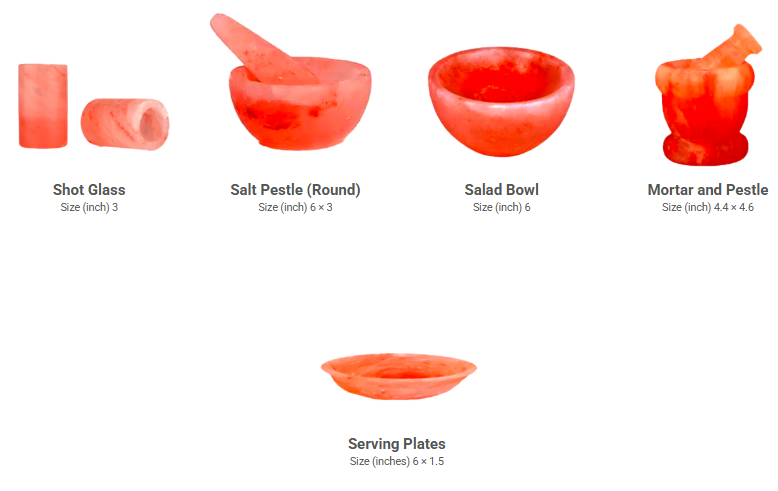 Shot Glass
Size (inch) 3
Salt Pestle (Round)
Size (inch) 6 × 3
Salad Bowl
Size (inch) 6
Mortar and Pestle
Size (inch) 4.4 × 4.6
Serving Plates
Size (inches) 6 × 1.5